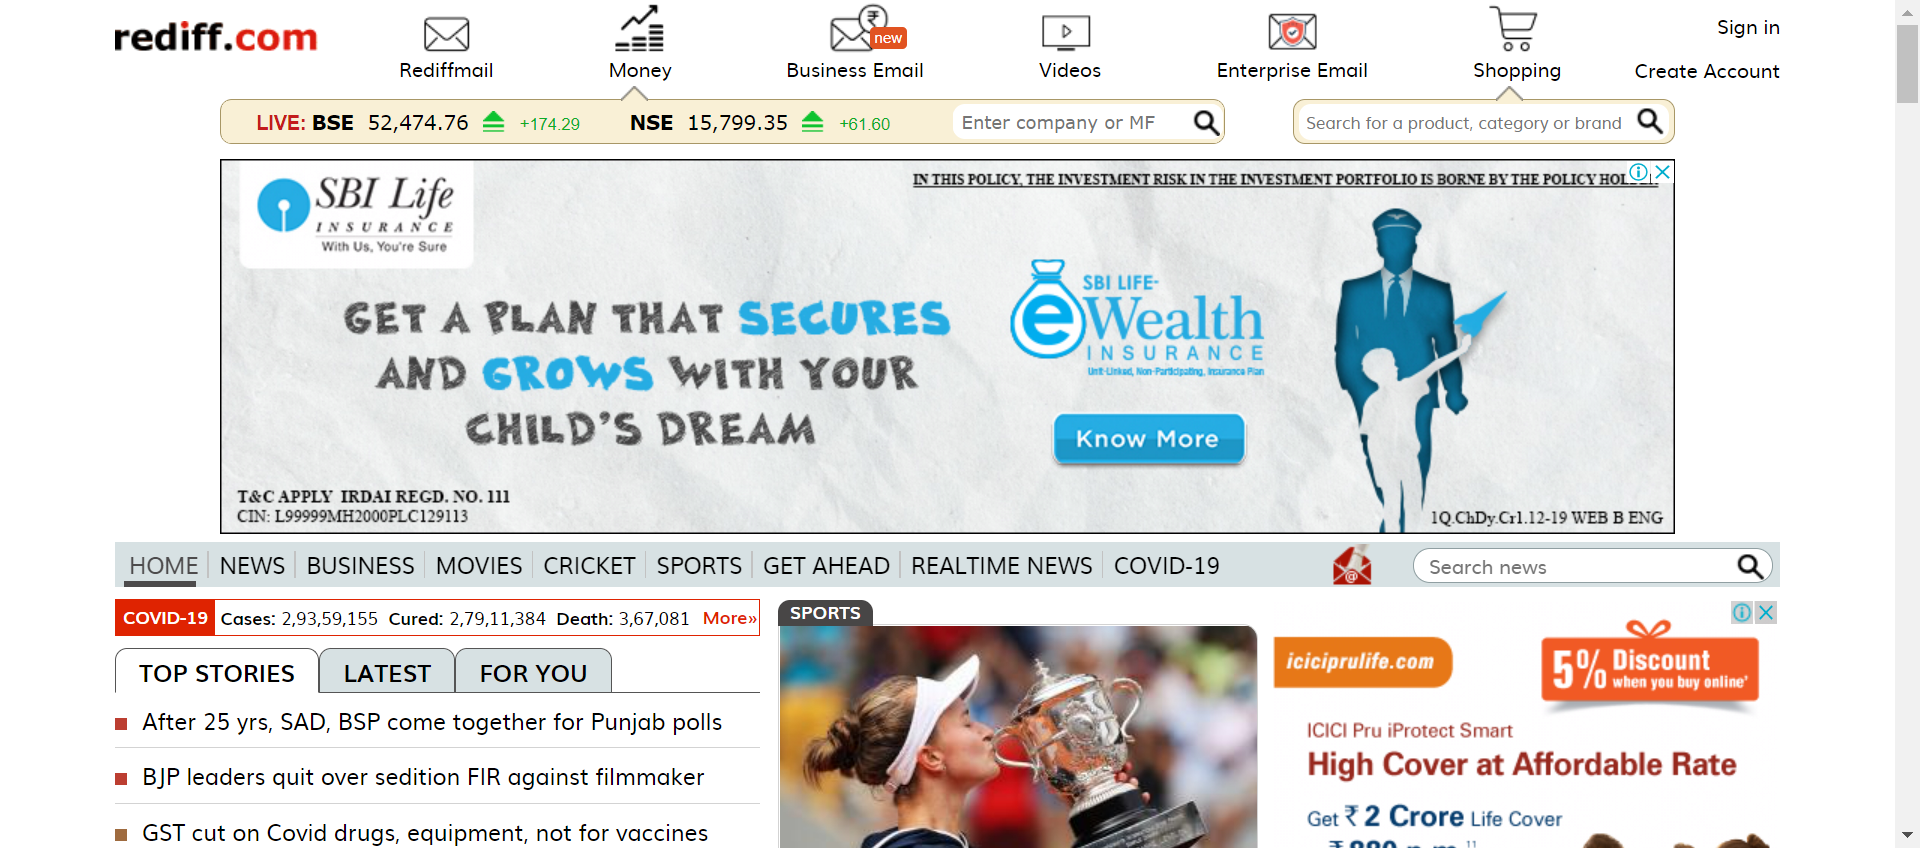 rediff.com
Rediffmail
Money
new
Business Email
Videos
Enterprise Email
Shopping
Sign in
Create Account
LIVE: BSE 52,474.76 +174.29 NSE 15,799.35 +61.60
Enter company or MF
Search for a product, category or brand
SBI Life
INSURANCE
With Us, You're Sure
IN THIS POLICY, THE INVESTMENT RISK IN THE INVESTMENT PORTFOLIO IS BORNE BY THE POLICY
GET A PLAN THAT SECURES
AND GROWS WITH YOUR
CHILD'S DREAM
SBI LIFE-
eWealth
INSURANCE
Unit-Linked, Non-Participating, Insurance Plan
Know More
T&C APPLY IRDAI REGD. NO. 111
CIN: L99999MH2000PLC129113
1Q.ChDy.Cr1.12-19 WEB B ENG
HOME NEWS BUSINESS MOVIES CRICKET SPORTS GET AHEAD REALTIME NEWS COVID-19
Search news
COVID-19 Cases: 2,93,59,155 Cured: 2,79,11,384 Death: 3,67,081 More»
TOP STORIES LATEST FOR YOU
After 25 yrs, SAD, BSP come together for Punjab polls
BJP leaders quit over sedition FIR against filmmaker
GST cut on Covid drugs, equipment, not for vaccines
SPORTS
iciciprulife.com
5% Discount
when you buy online*
ICICI Pru iProtect Smart
High Cover at Affordable Rate
Get ₹ 2 Crore Life Cover